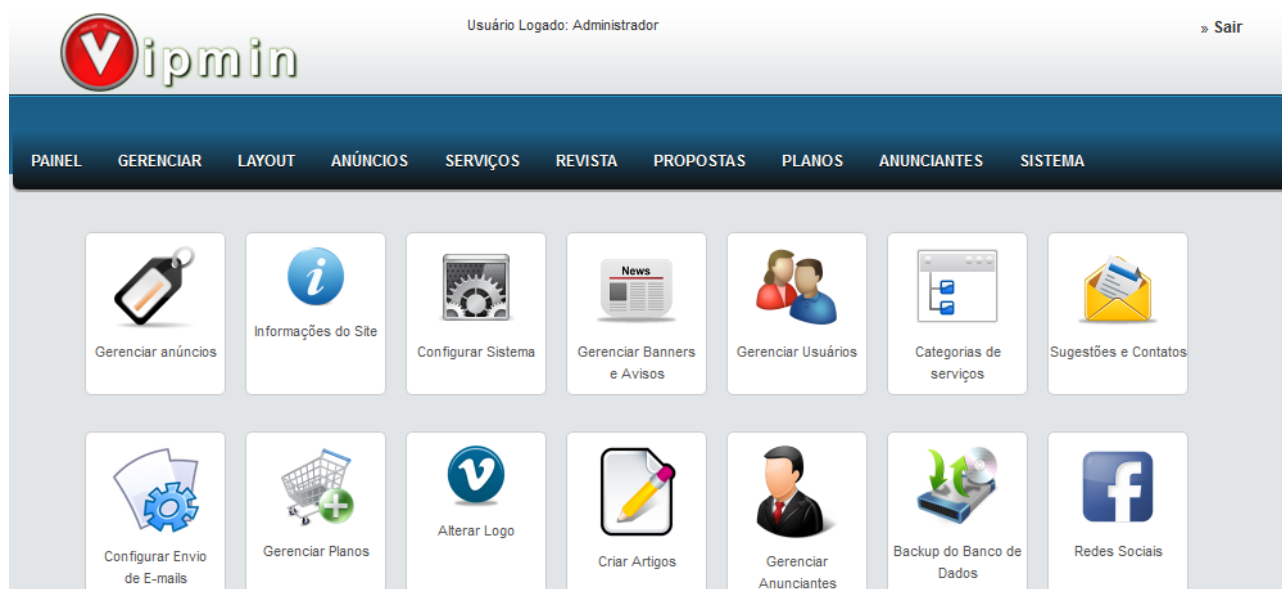 Usuário Logado: Administrador
» Sair
Vipmin
PAINEL GERENCIAR LAYOUT ANÚNCIOS SERVIÇOS REVISTA PROPOSTAS PLANOS ANUNCIANTES SISTEMA
Gerenciar anúncios
Informações do Site
Configurar Sistema
News
Gerenciar Banners
e Avisos
Gerenciar Usuários
Categorias de
serviços
Sugestões e Contatos
Configurar Envio
de E-mails
Gerenciar Planos
Alterar Logo
Criar Artigos
Gerenciar
Anunciantes
Backup do Banco de
Dados
Redes Sociais